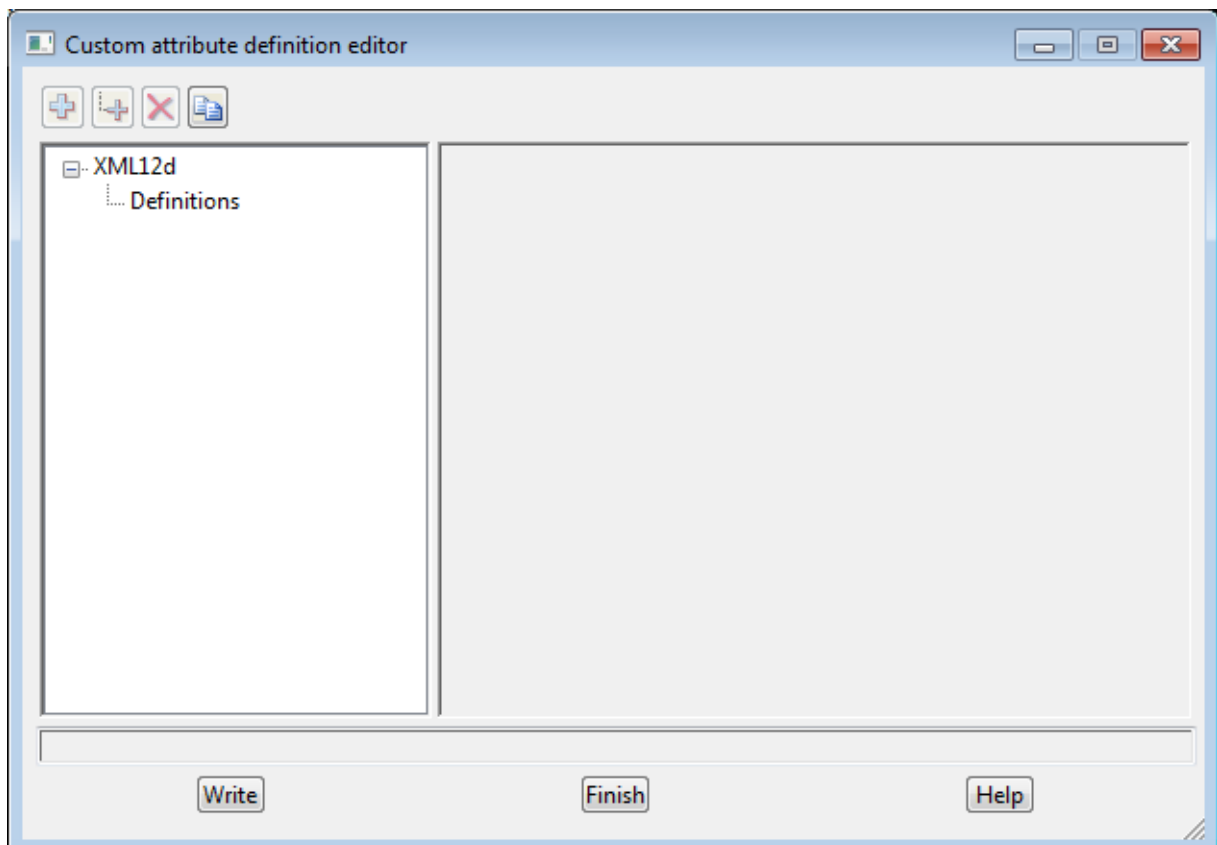 Custom attribute definition editor
XML12d
Definitions
Write Finish Help